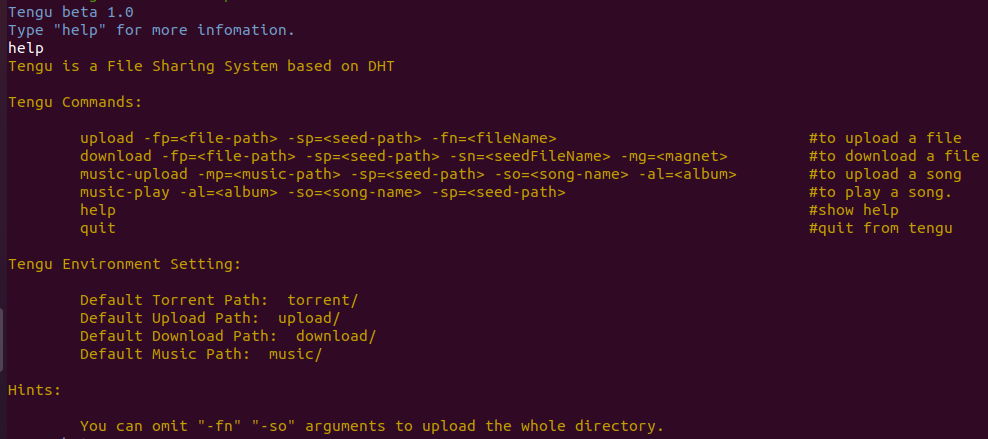 Tengu beta 1.0
Type "help" for more infomation.
help
Tengu is a File Sharing System based on DHT
Tengu Commands:
upload -fp=<file-path> -sp=<seed-path> -fn=<fileName> #to upload a file
download -fp=<file-path> -sp=<seed-path> -sn=<seedFileName> -mg=<magnet> #to download a file
music-upload -mp=<music-path> -sp=<seed-path> -so=<song-name> -al=<album> #to upload a song
music-play -al=<album> -so=<song-name> -sp=<seed-path> #to play a song.
help #show help
quit #quit from tengu
Tengu Environment Setting:
Default Torrent Path: torrent/
Default Upload Path: upload/
Default Download Path: download/
Default Music Path: music/
Hints:
You can omit "-fn" "-so" arguments to upload the whole directory.